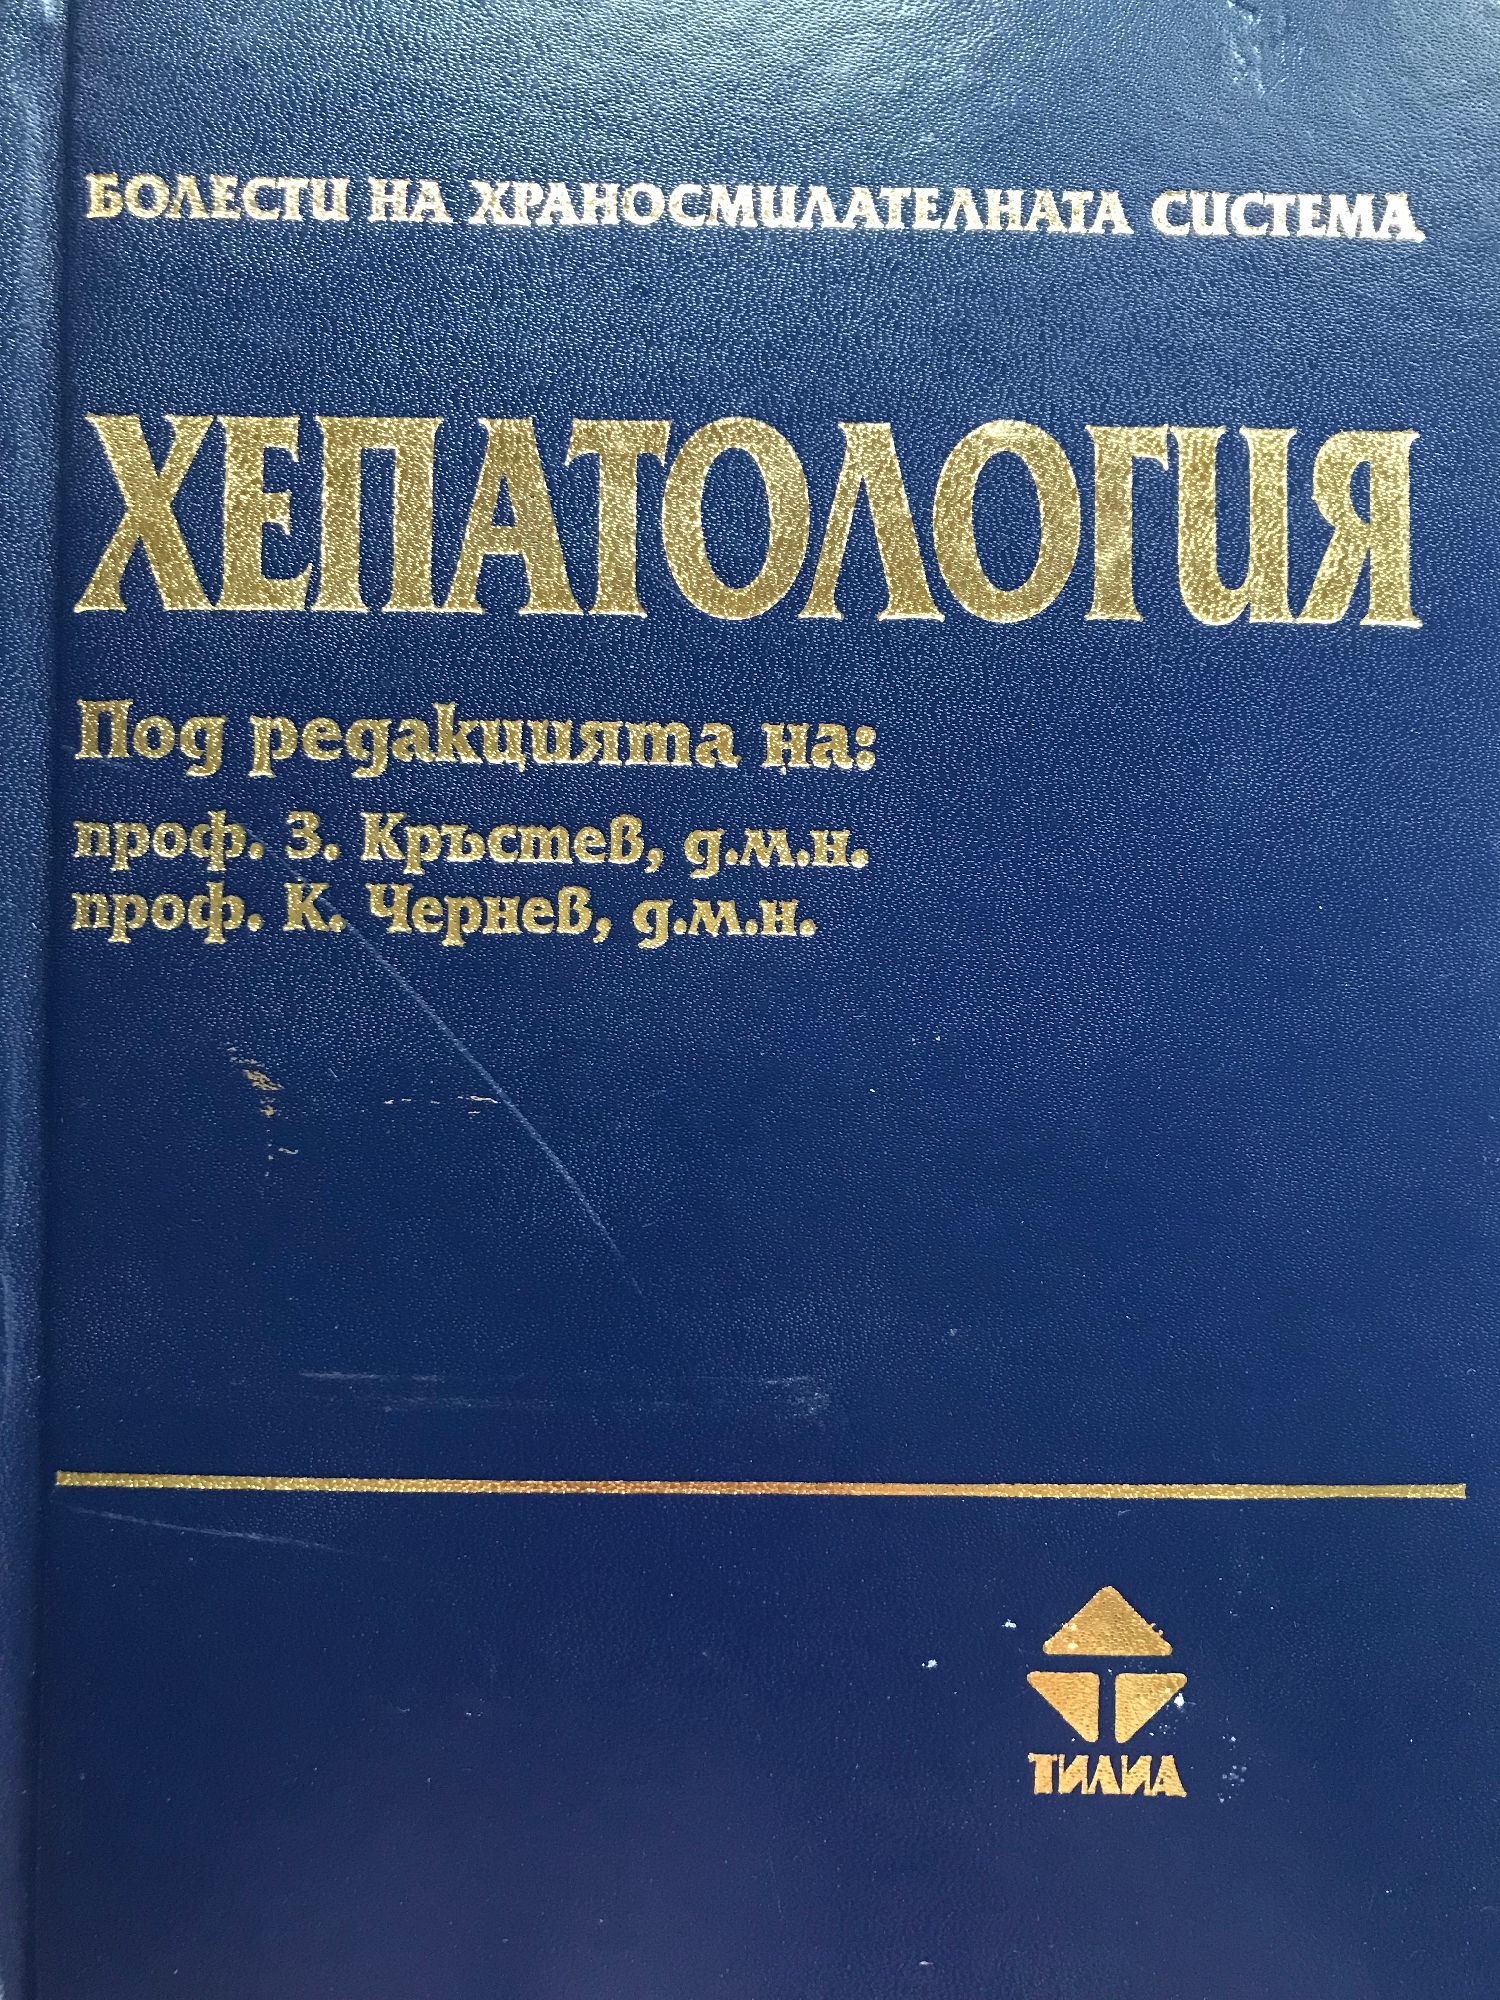 БОЛЕСТИ НА ХРАНОСМИЛАТЕЛНАТА СИСТЕМА
ХЕПАТОЛОГИЯ
Под редакцията на:
проф. З. Кръстев, д.м.н.
проф. К. Чернев, д.м.н.
ТИЛИА